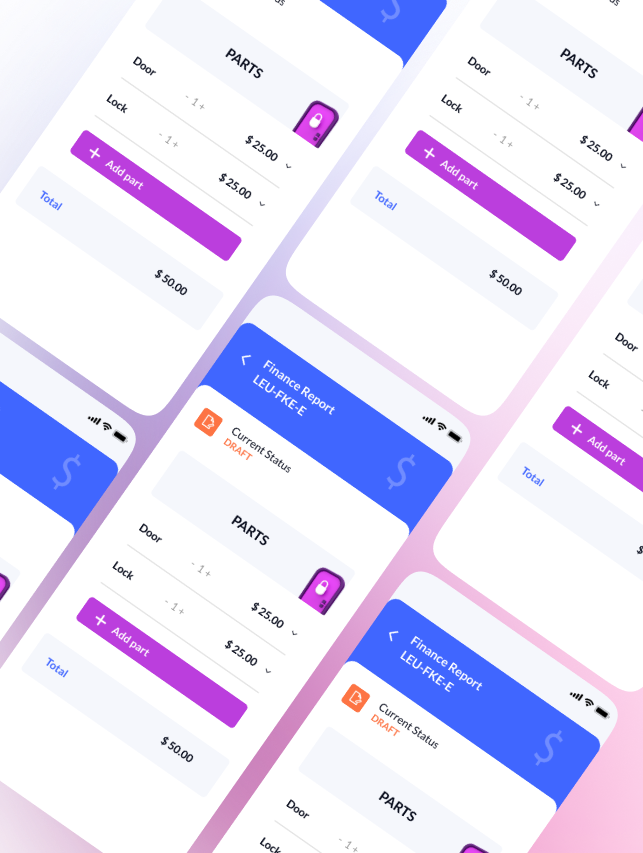 $
PARTS
Door
- 1 +
$ 25.00
Lock
- 1 +
$ 25.00
+ Add part
Total
$ 50.00
PARTS
Door
- 1 +
$ 25.00
Lock
- 1 +
$ 25.00
+ Add part
Total
$ 50.00
Door
Lock
+ Add part
Total
$
$
Finance Report
LEU-FKE-E
$
Current Status
DRAFT
PARTS
Door
- 1 +
$ 25.00
Lock
- 1 +
$ 25.00
+ Add part
Total
$ 50.00
Finance Report
LEU-FKE-E
$
Current Status
DRAFT
PARTS
Door
- 1 +
Lock